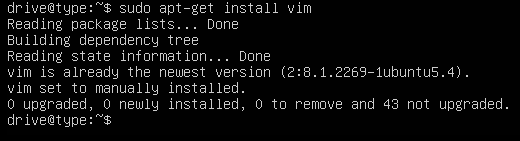 drive@type:~$ sudo apt-get install vim
Reading package lists... Done
Building dependency tree
Reading state information... Done
vim is already the newest version (2:8.1.2269-1ubuntu5.4).
vim set to manually installed.
0 upgraded, 0 newly installed, 0 to remove and 43 not upgraded.
drive@type:~$